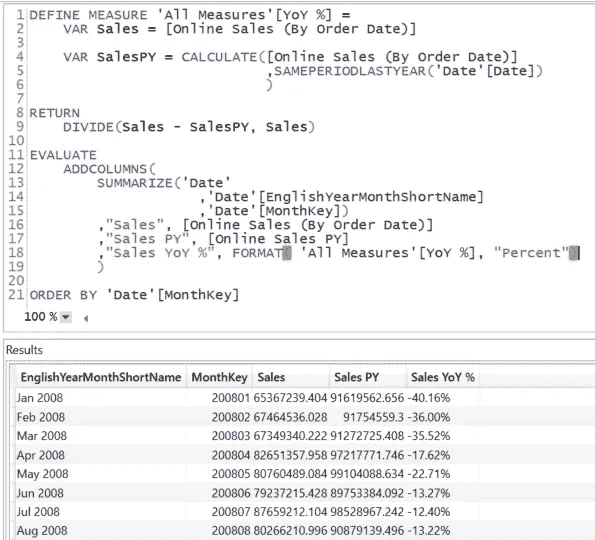 1 DEFINE MEASURE 'All Measures'[YoY %] =
2 VAR Sales = [Online Sales (By Order Date)]
3
4 VAR SalesPY = CALCULATE([Online Sales (By Order Date)]
5 ,SAMEPERIODLASTYEAR('Date'[Date])
6 )
7
8 RETURN
9 DIVIDE(Sales - SalesPY, Sales)
10
11 EVALUATE
12 ADDCOLUMNS(
13 SUMMARIZE('Date'
14 ,'Date'[EnglishYearMonthShortName]
15 ,'Date'[MonthKey])
16 ,"Sales", [Online Sales (By Order Date)]
17 ,"Sales PY", [Online Sales PY]
18 ,"Sales YoY %", FORMAT( 'All Measures'[YoY %], "Percent")
19 )
20
21 ORDER BY 'Date'[MonthKey]
100 %
Results
EnglishYearMonthShortName MonthKey Sales Sales PY Sales YoY %
Jan 2008 200801 65367239.404 91619562.656 -40.16%
Feb 2008 200802 67464536.028 91754559.3 -36.00%
Mar 2008 200803 67349340.222 91272725.408 -35.52%
Apr 2008 200804 82651357.958 97217771.746 -17.62%
May 2008 200805 80760489.084 99104088.634 -22.71%
Jun 2008 200806 79237215.428 89753384.092 -13.27%
Jul 2008 200807 87659212.104 98528967.242 -12.40%
Aug 2008 200808 80266210.996 90879139.496 -13.22%